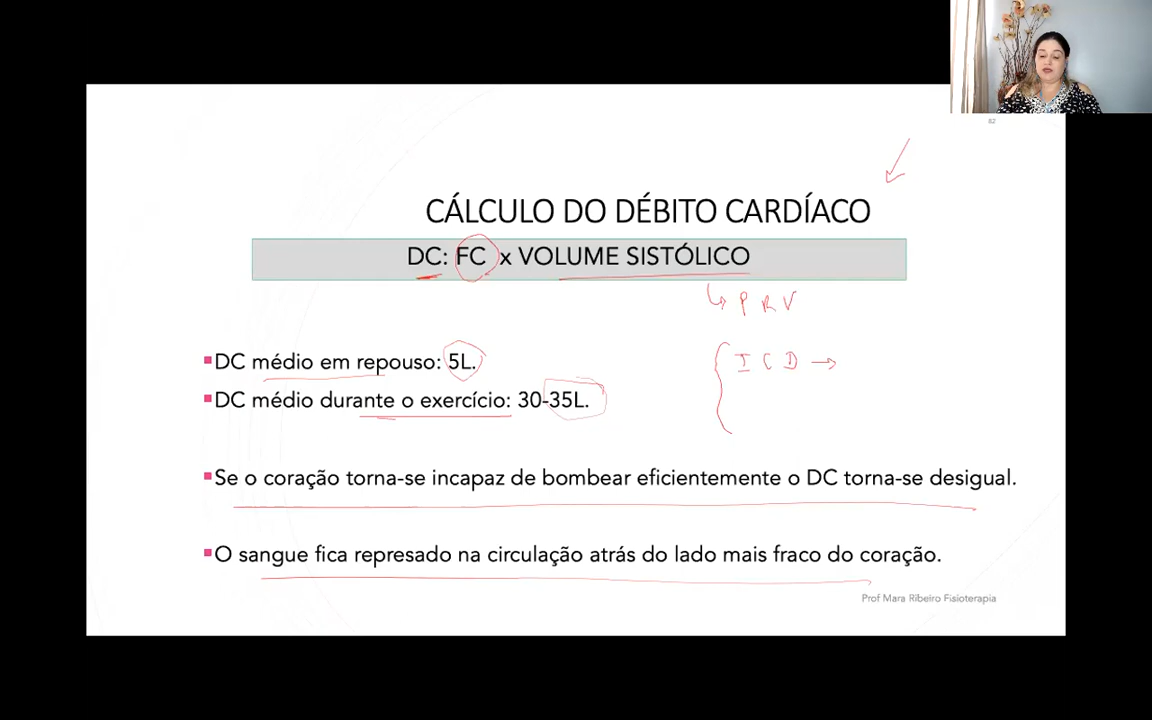 82
CÁLCULO DO DÉBITO CARDÍACO
DC: FC x VOLUME SISTÓLICO
↳ P R V
▪DC médio em repouso: 5L.
{ I C D →
▪DC médio durante o exercício: 30-35L.
▪Se o coração torna-se incapaz de bombear eficientemente o DC torna-se desigual.
▪O sangue fica represado na circulação atrás do lado mais fraco do coração.
Prof Mara Ribeiro Fisioterapia